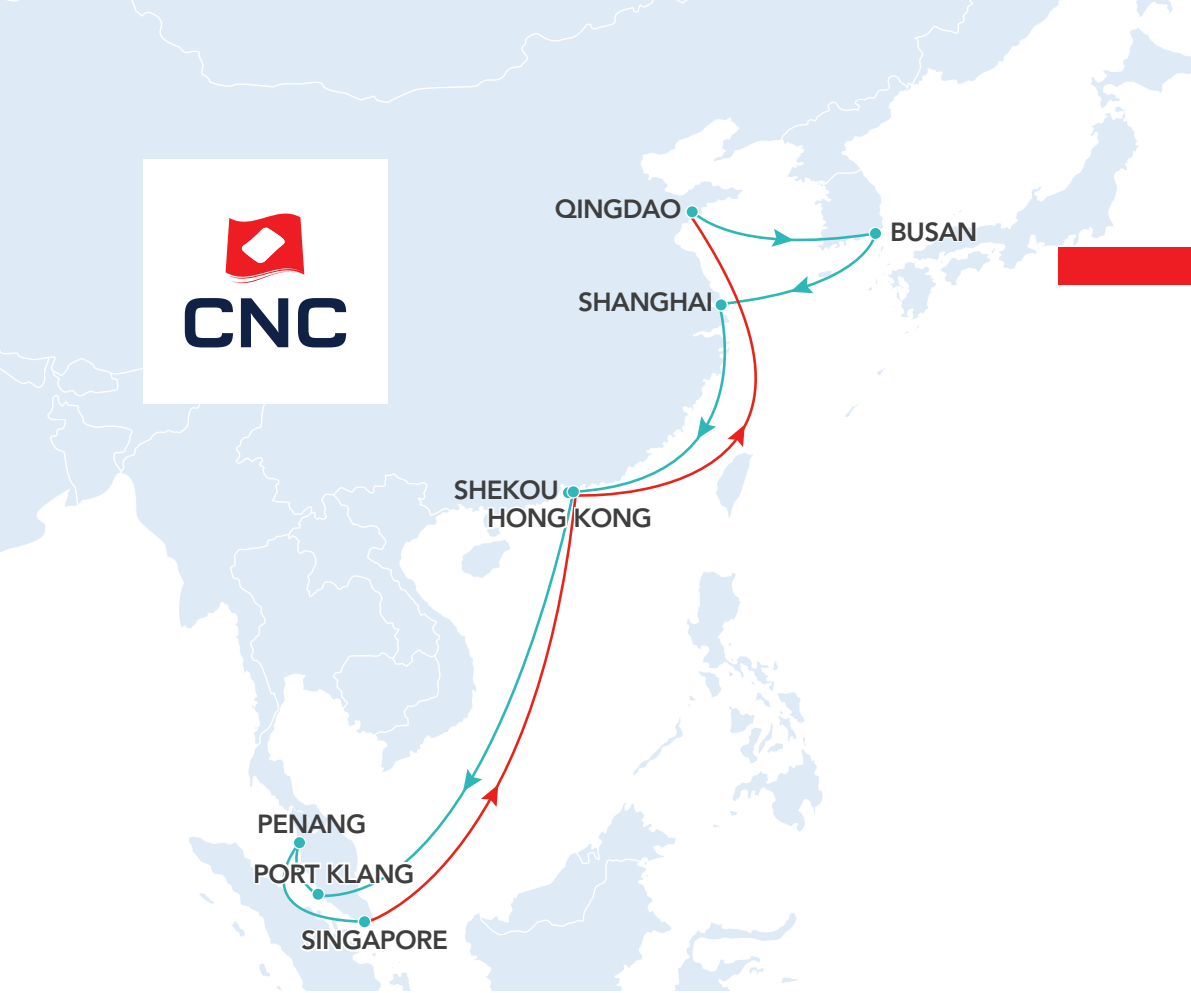 QINGDAO
BUSAN
SHANGHAI
CNC
SHEKOU
HONG KONG
PENANG
PORT KLANG
SINGAPORE